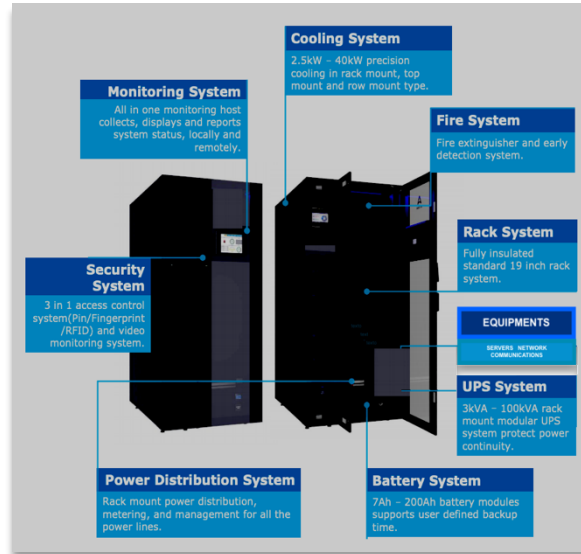 Cooling System
2.5kW – 40kW precision
cooling in rack mount, top
mount and row mount type.
Monitoring System
All in one monitoring host
collects, displays and reports
system status, locally and
remotely.
Fire System
Fire extinguisher and early
detection system.
Rack System
Fully insulated
standard 19 inch rack
system.
Security
System
3 in 1 access control
system(Pin/Fingerprint
/RFID) and video
monitoring system.
EQUIPMENTS
SERVERS NETWORK
COMMUNICATIONS
UPS System
3kVA – 100kVA rack
mount modular UPS
system protect power
continuity.
Power Distribution System
Rack mount power distribution,
metering, and management for all the
power lines.
Battery System
7Ah – 200Ah battery modules
supports user defined backup
time.